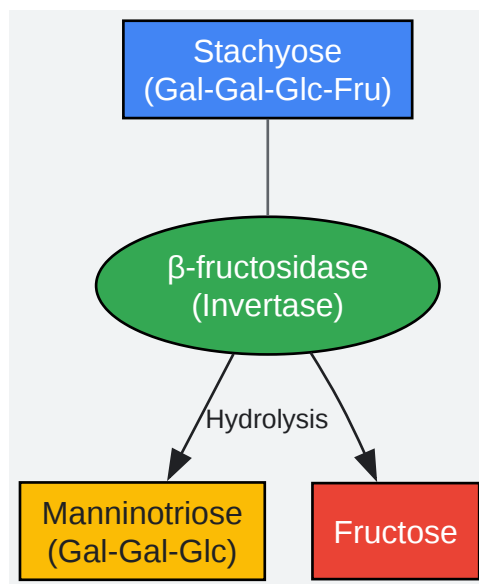 Stachyose
(Gal-Gal-Glc-Fru)
β-fructosidase
(Invertase)
Hydrolysis
Manninotriose
(Gal-Gal-Glc)
Fructose